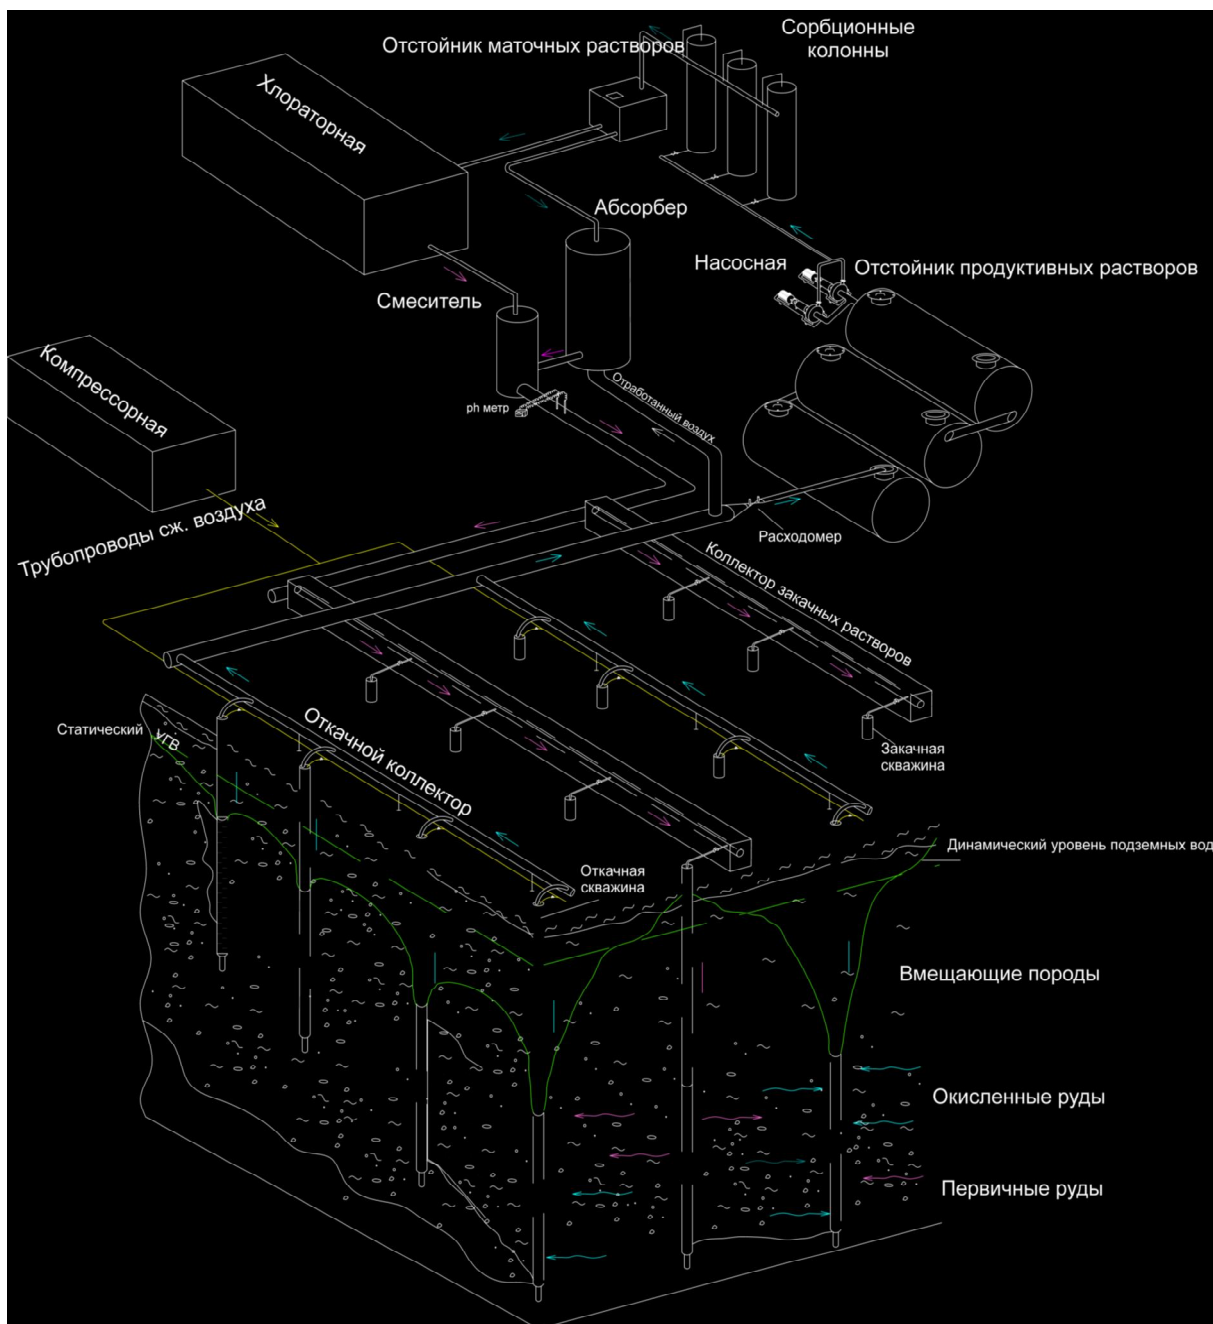 Сорбционные
колонны
Отстойник маточных растворов
Хлораторная
Абсорбер
Насосная
Отстойник продуктивных растворов
Смеситель
Компрессорная
ph метр
Отработанный воздух
Трубопроводы сж. воздуха
Расходомер
Коллектор закачных растворов
Статический УГВ
Откачной коллектор
Закачная
скважина
Динамический уровень подземных вод
Откачная
скважина
Вмещающие породы
Окисленные руды
Первичные руды